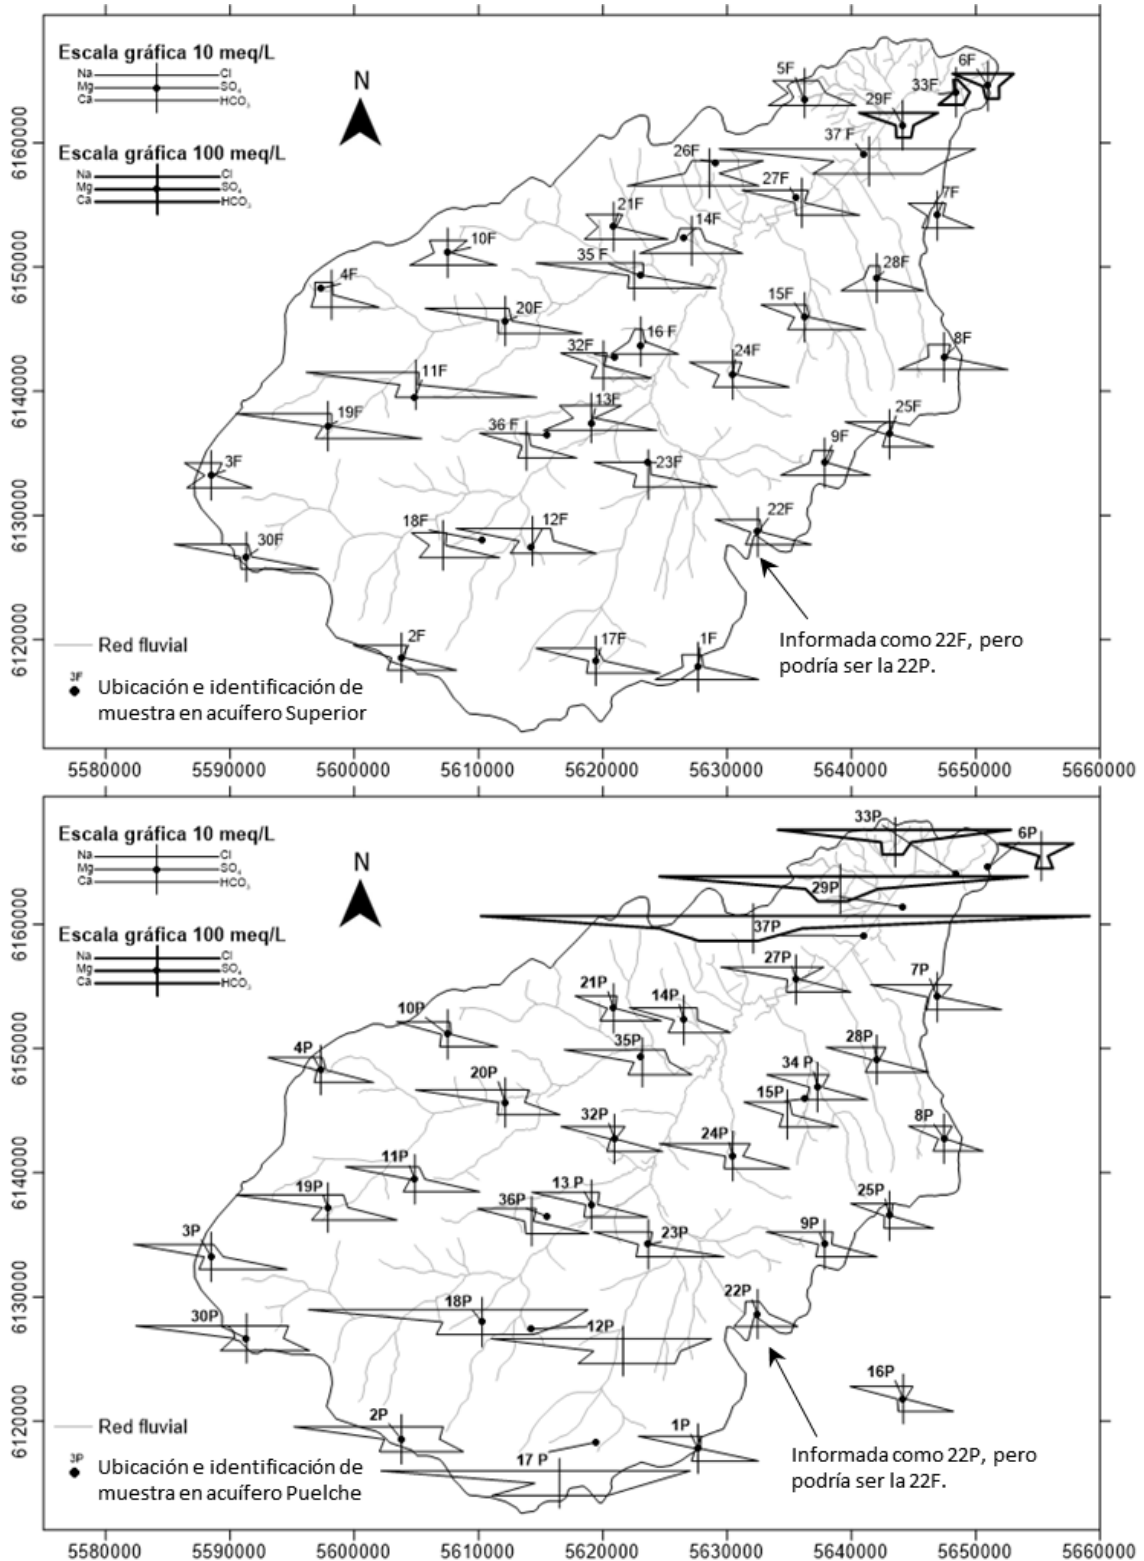 Escala gráfica 10 meq/L
Na Cl
Mg SO₄
Ca HCO₃
Escala gráfica 100 meq/L
Na Cl
Mg SO₄
Ca HCO₃
N
5F
6F
33F
29F
37 F
26F
27F
7F
21F
14F
10F
35 F
28F
4F
20F
15F
16 F
32F
24F
8F
11F
13F
19F
36 F
25F
9F
3F
23F
22F
18F
12F
30F
2F
17F
1F
Informada como 22F, pero
podría ser la 22P.
Red fluvial
3F
Ubicación e identificación de
muestra en acuífero Superior
6160000
6150000
6140000
6130000
6120000
5580000 5590000 5600000 5610000 5620000 5630000 5640000 5650000 5660000
Escala gráfica 10 meq/L
Na Cl
Mg SO₄
Ca HCO₃
Escala gráfica 100 meq/L
Na Cl
Mg SO₄
Ca HCO₃
N
33P
6P
29P
37P
27P
7P
21P
14P
10P
35P
28P
4P
34 P
20P
15P
32P
8P
24P
11P
13 P
19P
36P
25P
3P
23P
9P
22P
18P
30P
12P
16P
2P
1P
17 P
Informada como 22P, pero
podría ser la 22F.
Red fluvial
3P
Ubicación e identificación de
muestra en acuífero Puelche
6160000
6150000
6140000
6130000
6120000
5580000 5590000 5600000 5610000 5620000 5630000 5640000 5650000 5660000